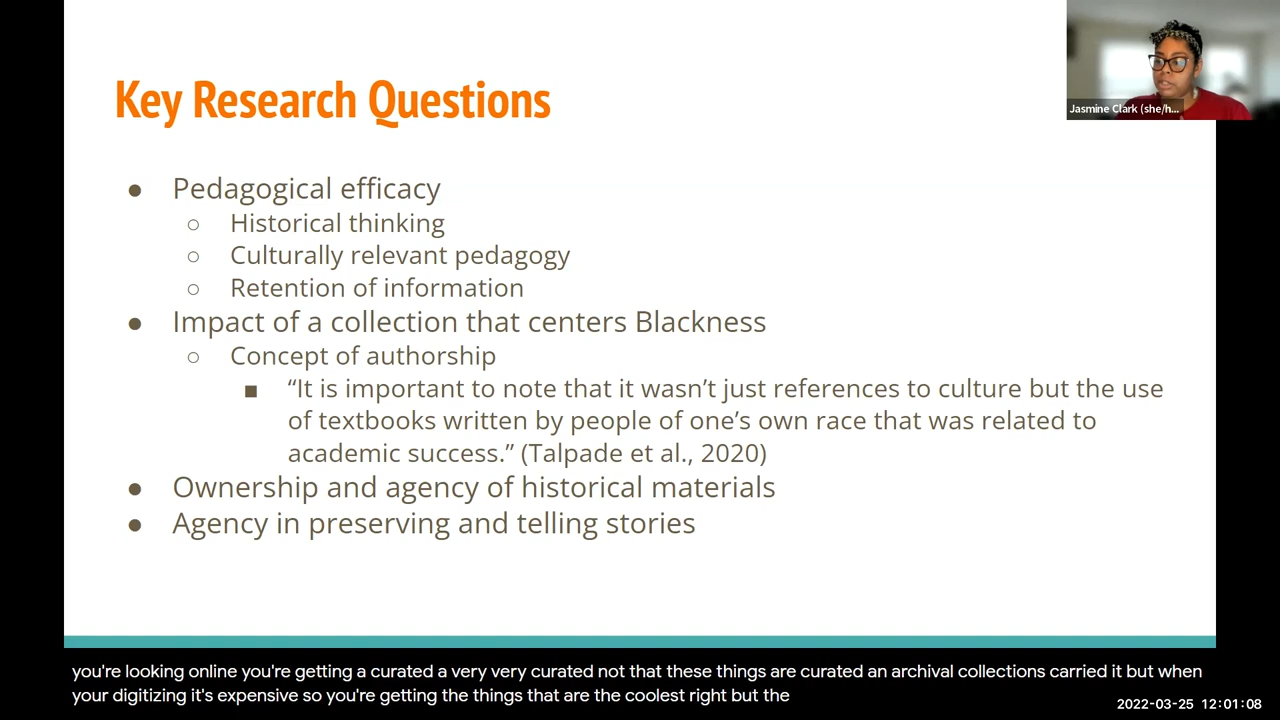 Key Research Questions
Jasmine Clark (she/h...
● Pedagogical efficacy
○ Historical thinking
○ Culturally relevant pedagogy
○ Retention of information
● Impact of a collection that centers Blackness
○ Concept of authorship
■ “It is important to note that it wasn’t just references to culture but the use
of textbooks written by people of one’s own race that was related to
academic success.” (Talpade et al., 2020)
● Ownership and agency of historical materials
● Agency in preserving and telling stories
you're looking online you're getting a curated a very very curated not that these things are curated an archival collections carried it but when
your digitizing it's expensive so you're getting the things that are the coolest right but the
2022-03-25 12:01:08